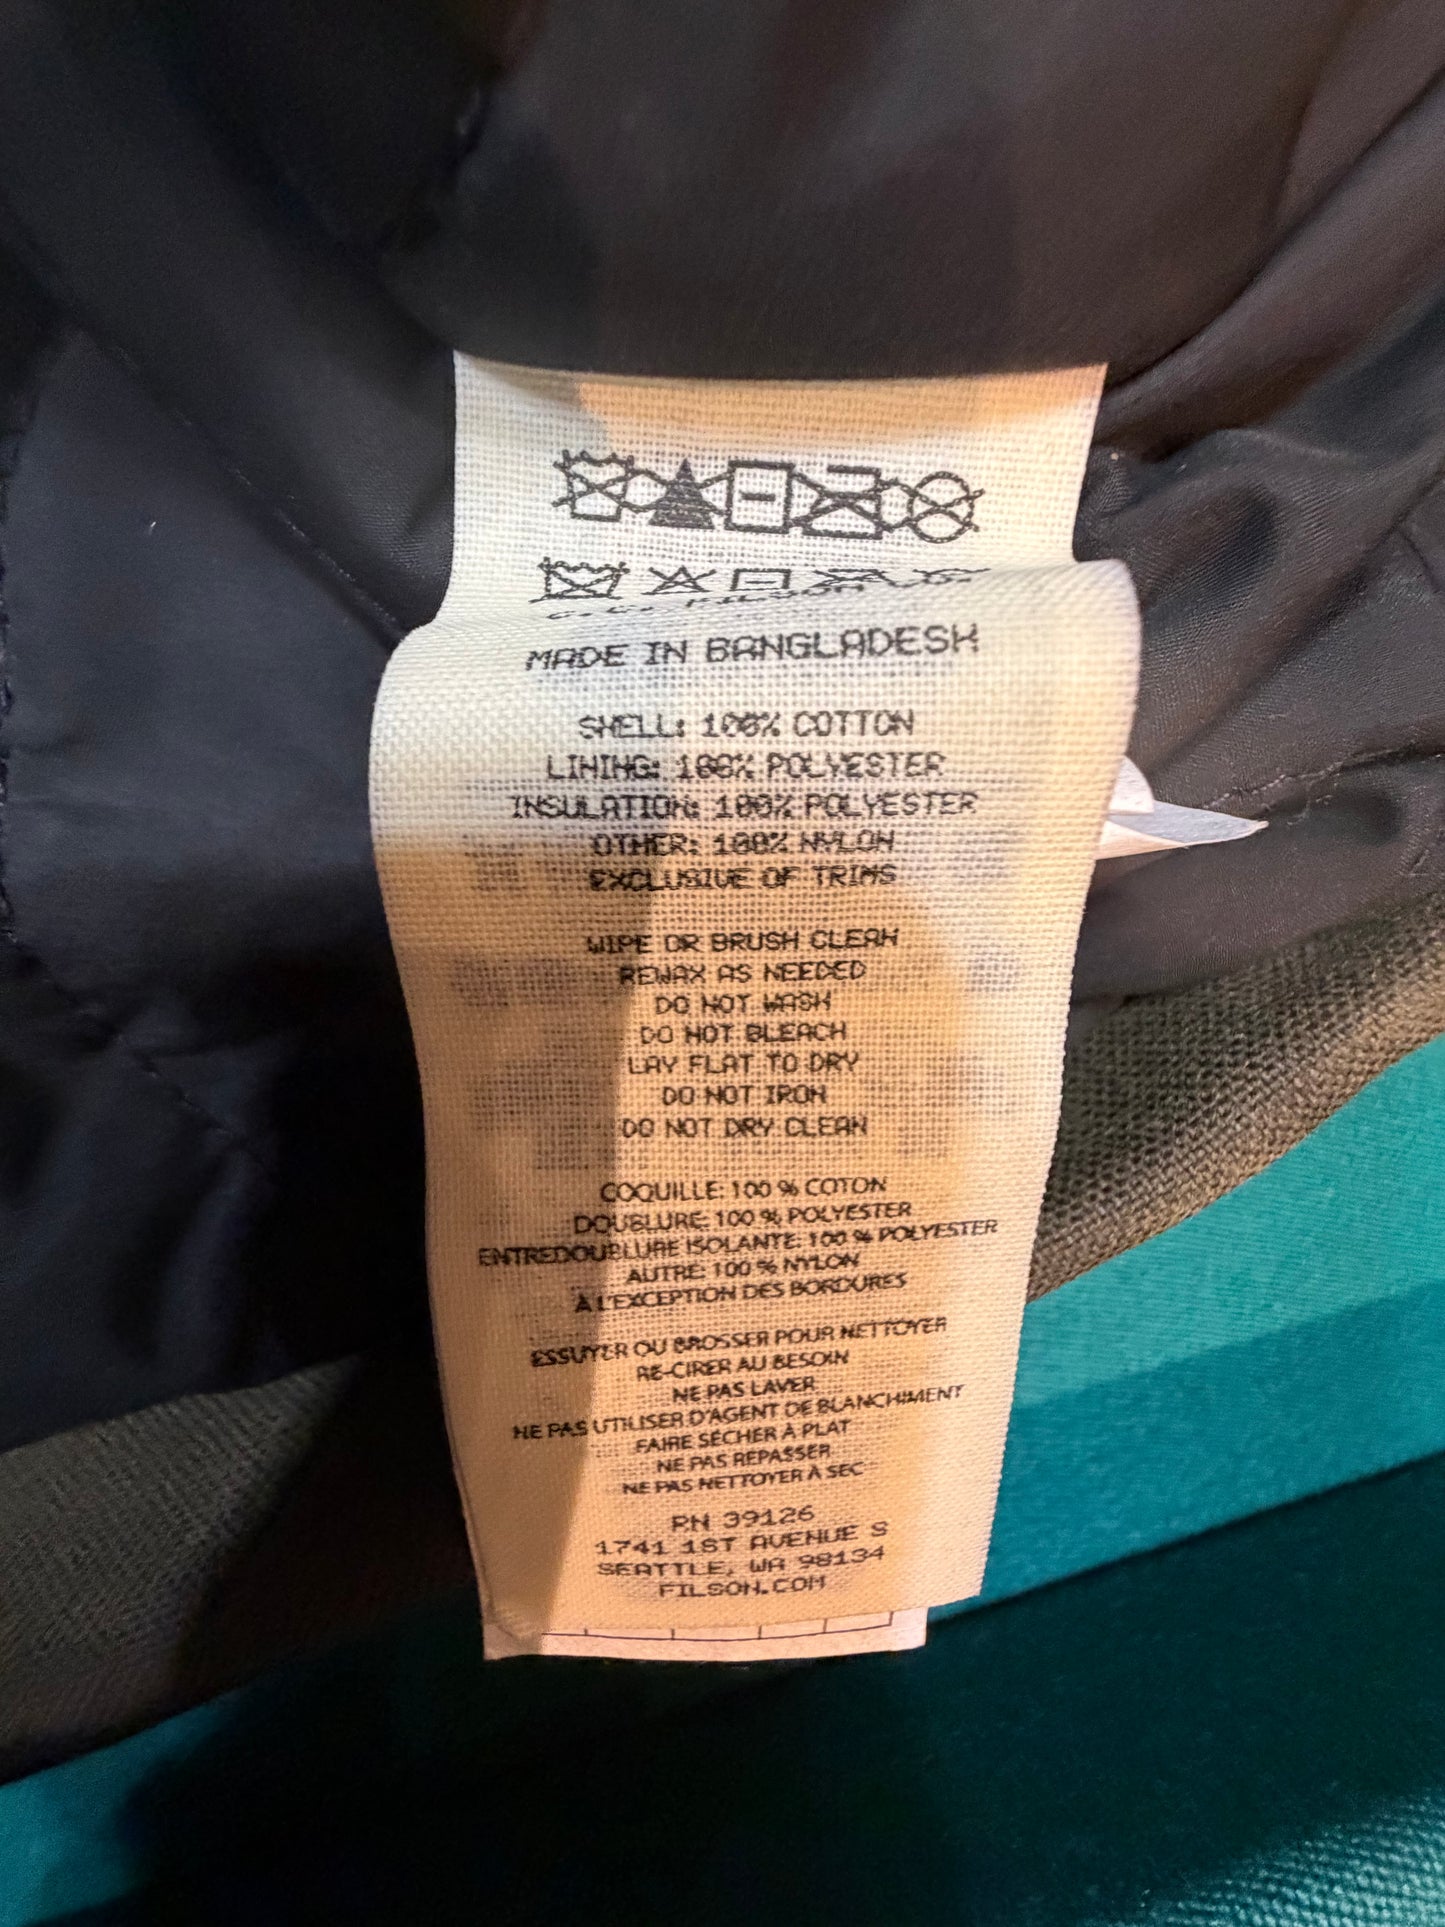 MADE IN BANGLADESH
SHELL: 100% COTTON
LINING: 100% POLYESTER
INSULATION: 100% POLYESTER
OTHER: 100% NYLON
EXCLUSIVE OF TRIMS
WIPE OR BRUSH CLEAN
REWAX AS NEEDED
DO NOT WASH
DO NOT BLEACH
LAY FLAT TO DRY
DO NOT IRON
DO NOT DRY CLEAN
COQUILLE: 100 % COTON
DOUBLURE: 100 % POLYESTER
ENTREDOUBLURE ISOLANTE: 100 % POLYESTER
AUTRE: 100 % NYLON
À L'EXCEPTION DES BORDURES
ESSUYER OU BROSSER POUR NETTOYER
RE-CIRER AU BESOIN
NE PAS LAVER
NE PAS UTILISER D'AGENT DE BLANCHIMENT
FAIRE SÉCHER À PLAT
NE PAS REPASSER
NE PAS NETTOYER À SEC
RN 39126
1741 1ST AVENUE S
SEATTLE, WA 98134
FILSON.COM